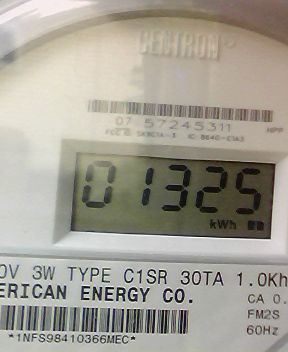 CENTRON®
07 57245311
HPP
01325
kWh
0V 3W TYPE C1SR 30TA 1.0Kh
ERICAN ENERGY CO.
CA 0.
FM2S
60Hz
*1NFS98410366MEC*